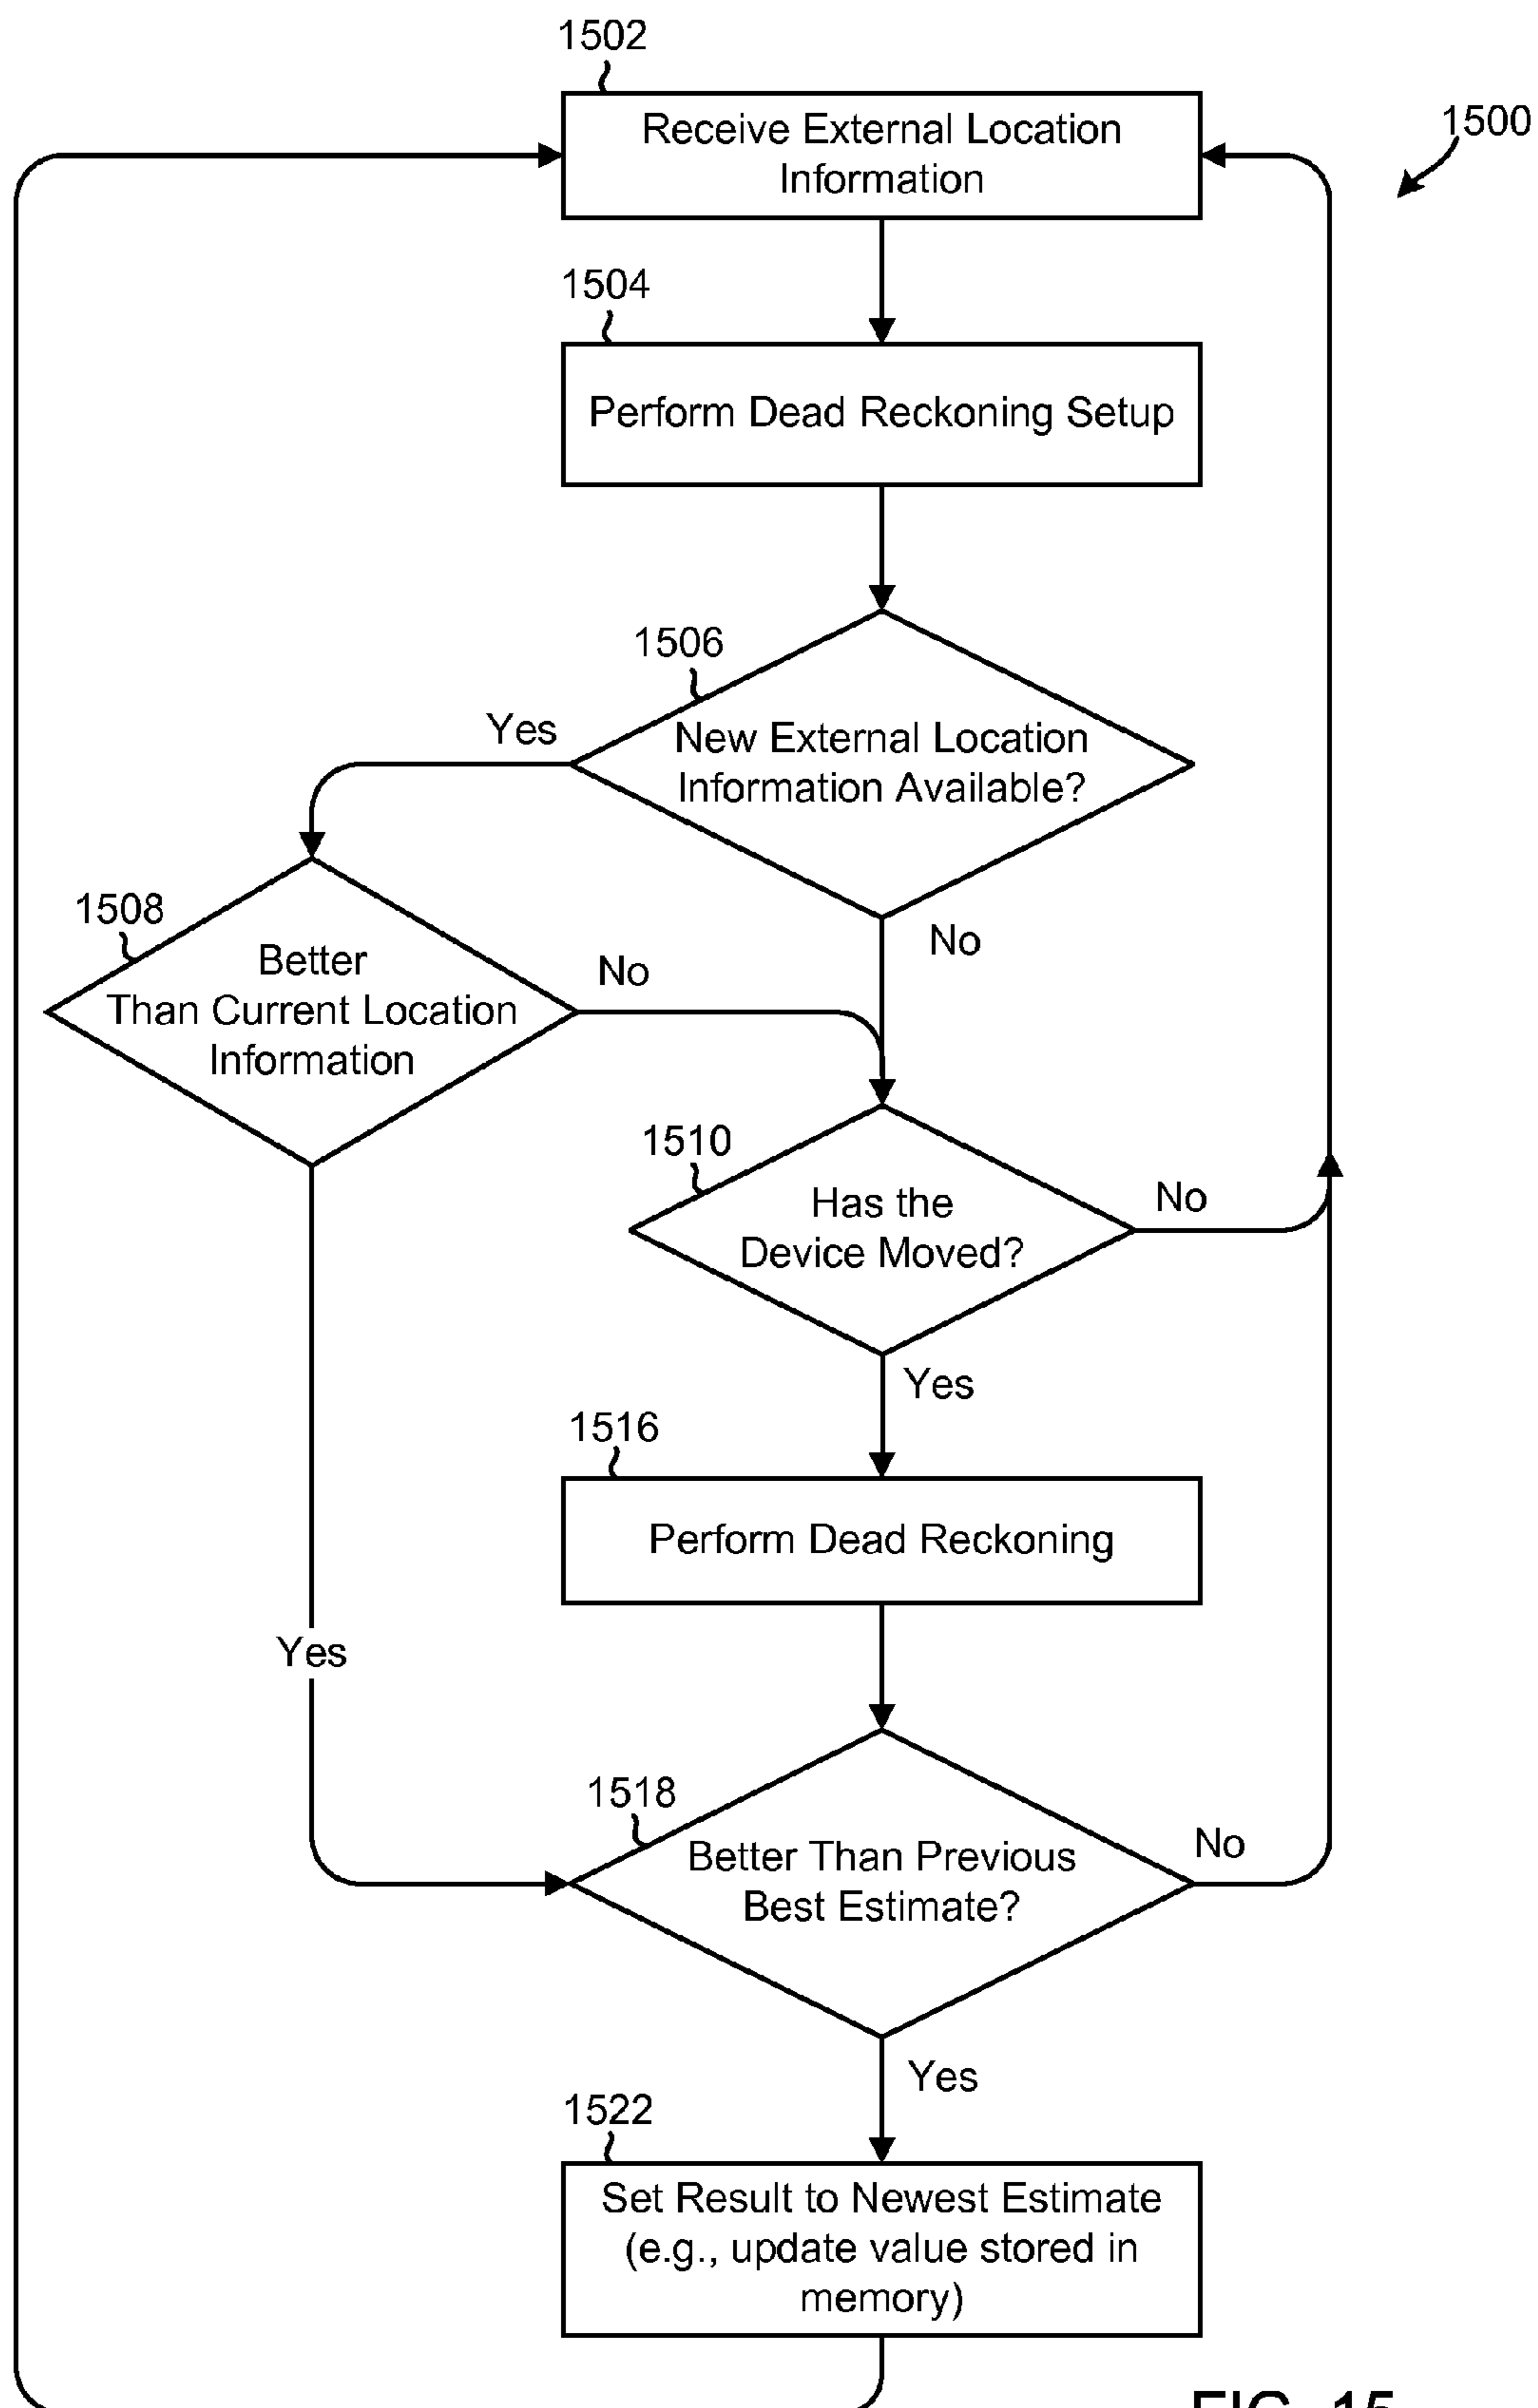 1502
Receive External Location
Information
1500
1504
Perform Dead Reckoning Setup
1506
Yes
New External Location
Information Available?
No
1508
Better
Than Current Location
Information
No
1510
Has the
Device Moved?
No
Yes
1516
Perform Dead Reckoning
Yes
1518
Better Than Previous
Best Estimate?
No
Yes
1522
Set Result to Newest Estimate
(e.g., update value stored in
memory)
FIG. 15